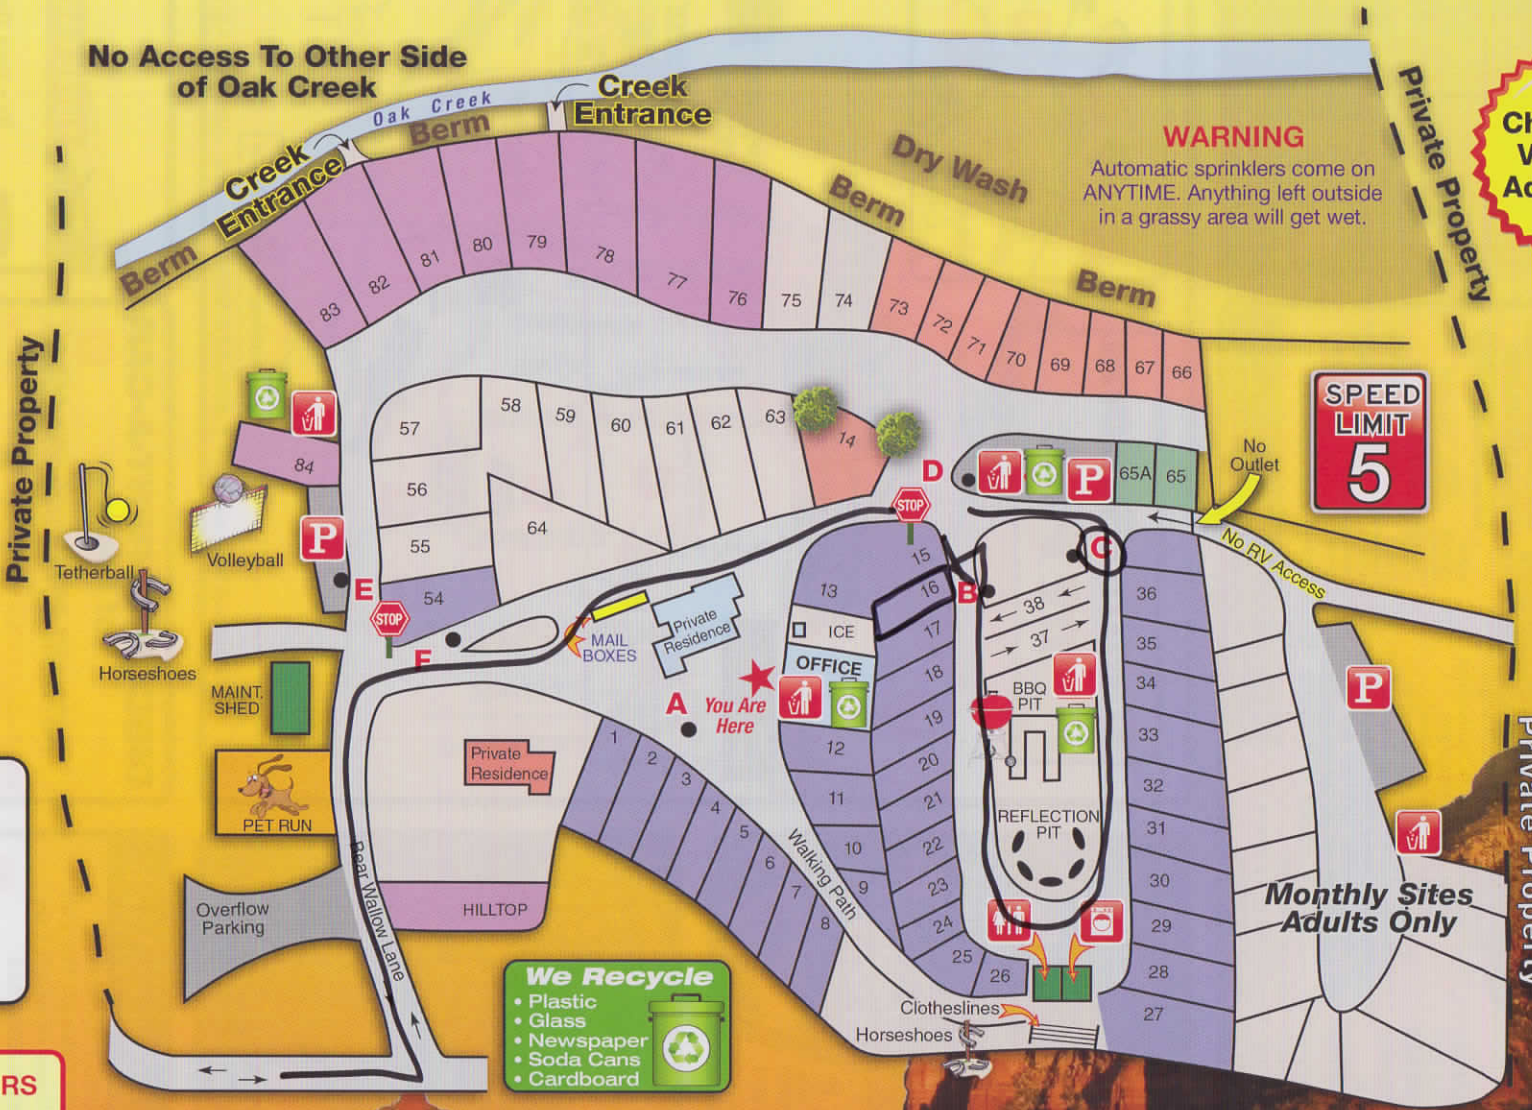 No Access To Other Side
of Oak Creek
Oak Creek
Creek
Entrance
Creek
Entrance
Berm
Berm
Berm
Berm
Dry Wash
WARNING
Automatic sprinklers come on
ANYTIME. Anything left outside
in a grassy area will get wet.
Private Property
Private Property
Private Property
83
82
81
80
79
78
77
76
75
74
73
72
71
70
69
68
67
66
SPEED
LIMIT
5
57
58
59
60
61
62
63
14
84
56
55
64
54
D
STOP
P
65A
65
No
Outlet
No RV Access
Tetherball
Volleyball
P
E
STOP
F
Horseshoes
MAINT.
SHED
PET RUN
MAIL
BOXES
Private
Residence
A
You Are
Here
13
ICE
OFFICE
15
16
17
18
19
20
21
22
23
24
25
26
12
11
10
9
B
C
38
37
BBQ
PIT
REFLECTION
PIT
36
35
34
33
32
31
30
29
28
27
P
Monthly Sites
Adults Only
Private Property
Private
Residence
1
2
3
4
5
6
7
8
Walking Path
HILLTOP
Bear Wallow Lane
Overflow
Parking
We Recycle
• Plastic
• Glass
• Newspaper
• Soda Cans
• Cardboard
Clotheslines
Horseshoes
RS